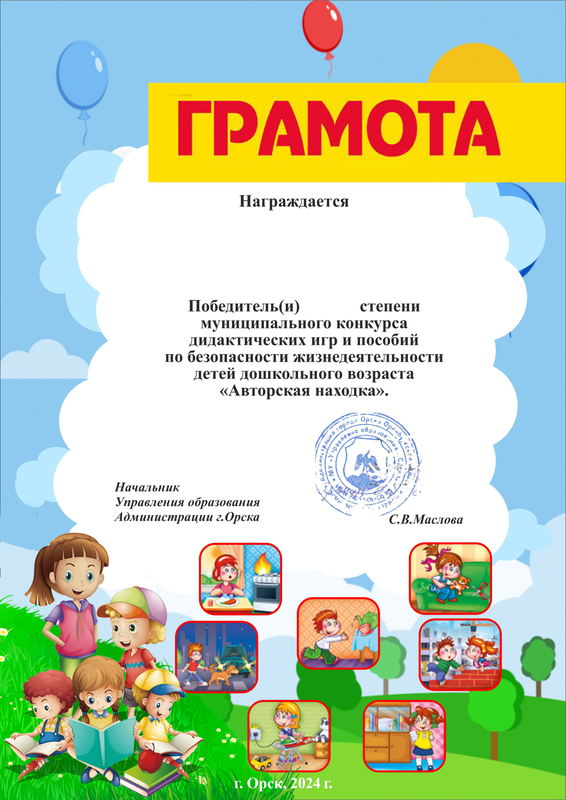 ГРАМОТА
Награждается
Победитель(и) степени
муниципального конкурса
дидактических игр и пособий
по безопасности жизнедеятельности
детей дошкольного возраста
«Авторская находка».
Начальник
Управления образования
Администрации г.Орска
С.В.Маслова
г. Орск, 2024 г.